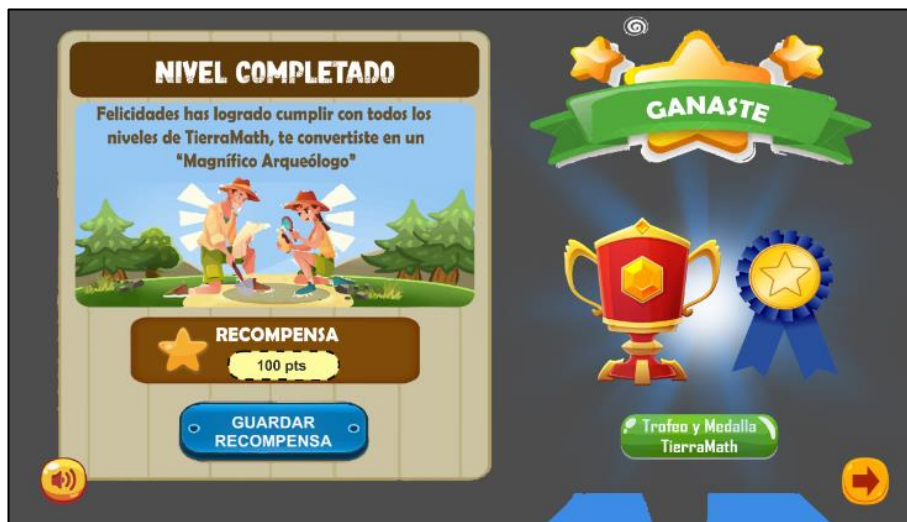 NIVEL COMPLETADO
Felicidades has logrado cumplir con todos los
niveles de TierraMath, te convertiste en un
"Magnífico Arqueólogo"
RECOMPENSA
100 pts
GUARDAR
RECOMPENSA
GANASTE
Trofeo y Medalla
TierraMath